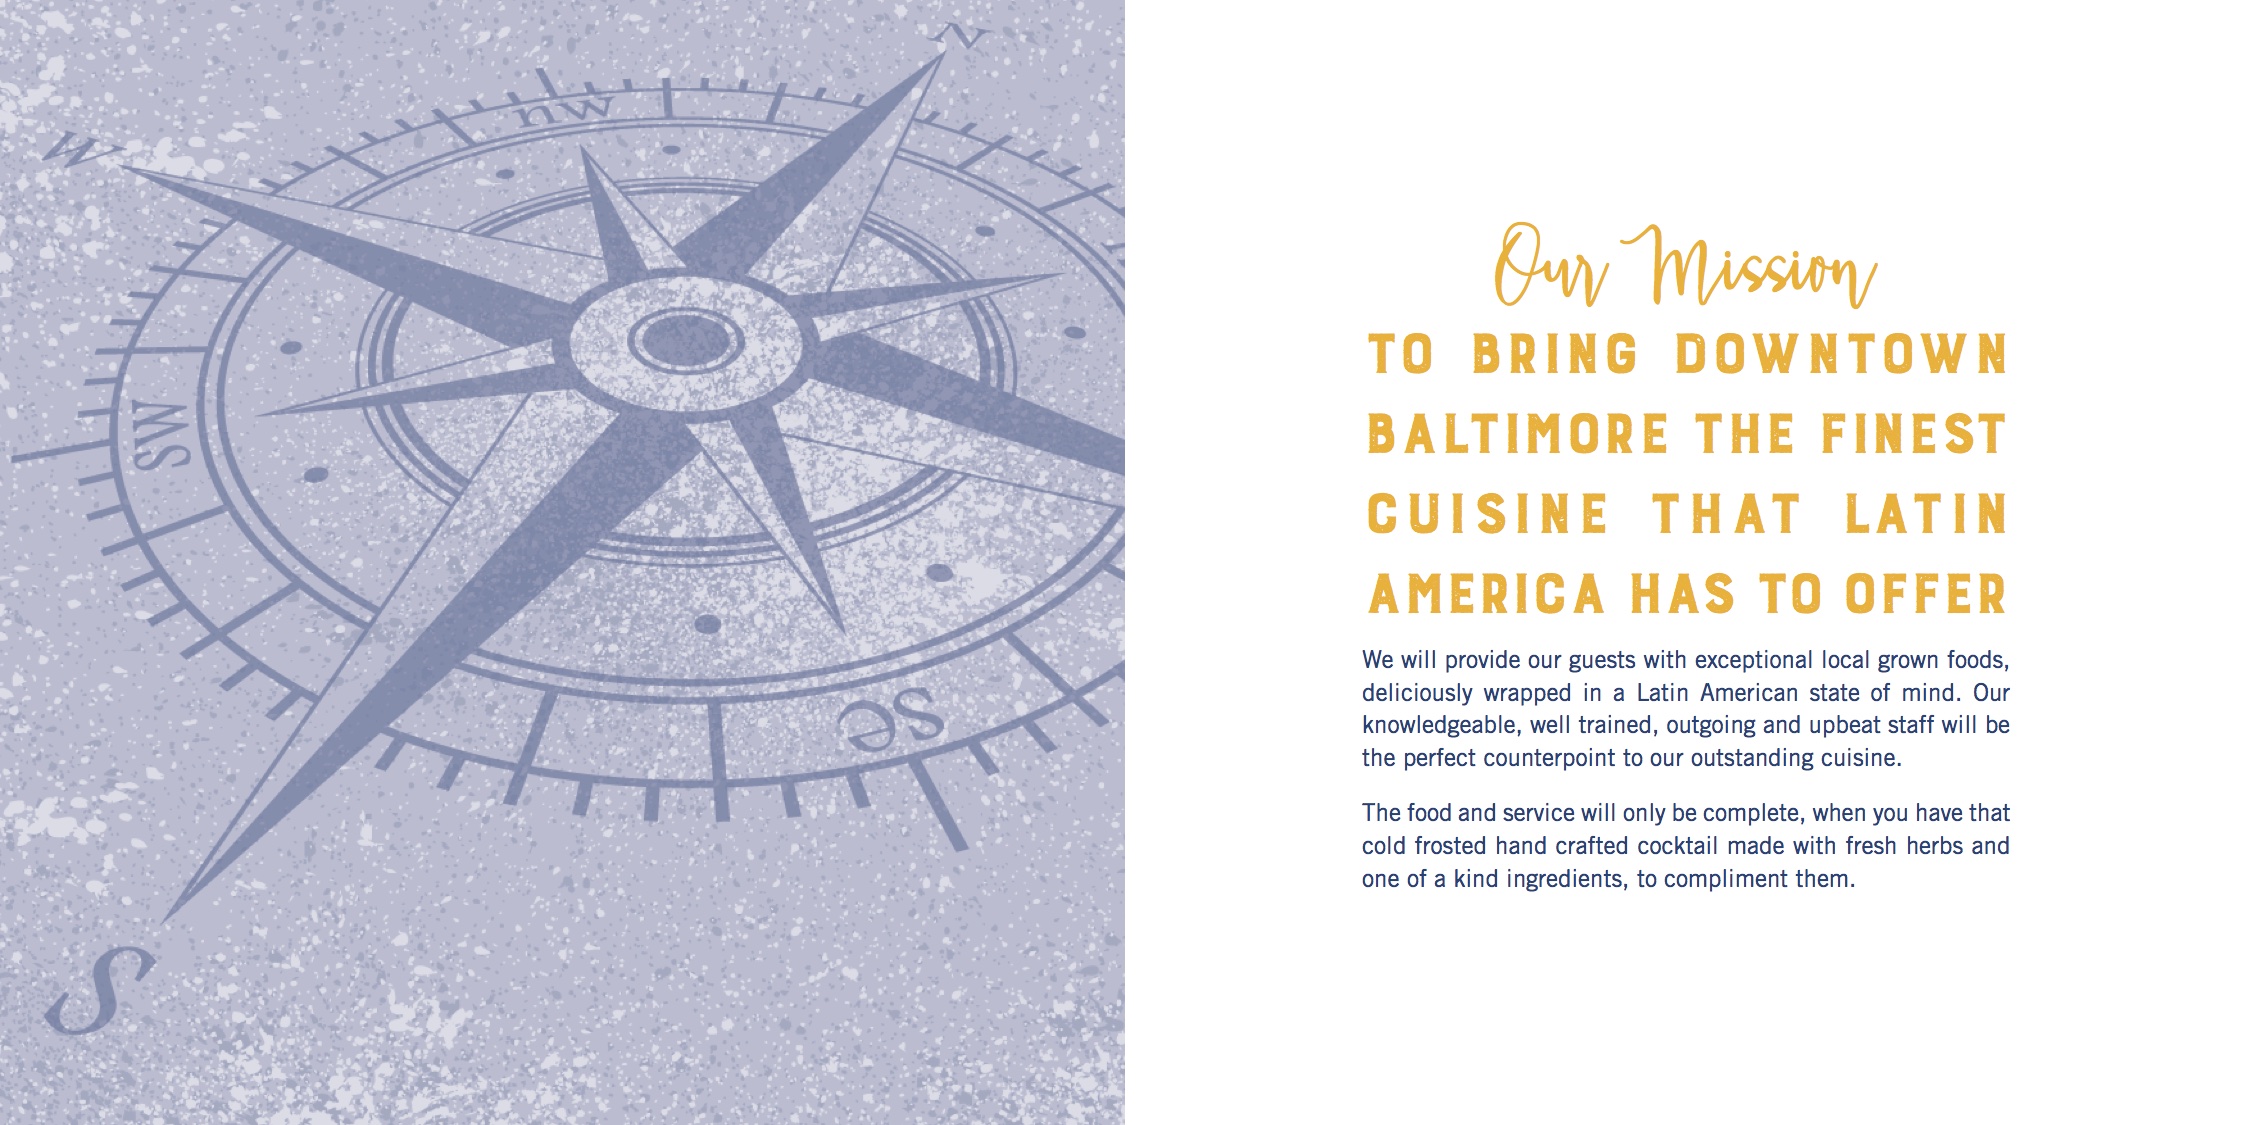 N
nw
W
SW
se
S
Our Mission
TO BRING DOWNTOWN
BALTIMORE THE FINEST
CUISINE THAT LATIN
AMERICA HAS TO OFFER
We will provide our guests with exceptional local grown foods,
deliciously wrapped in a Latin American state of mind. Our
knowledgeable, well trained, outgoing and upbeat staff will be
the perfect counterpoint to our outstanding cuisine.
The food and service will only be complete, when you have that
cold frosted hand crafted cocktail made with fresh herbs and
one of a kind ingredients, to compliment them.